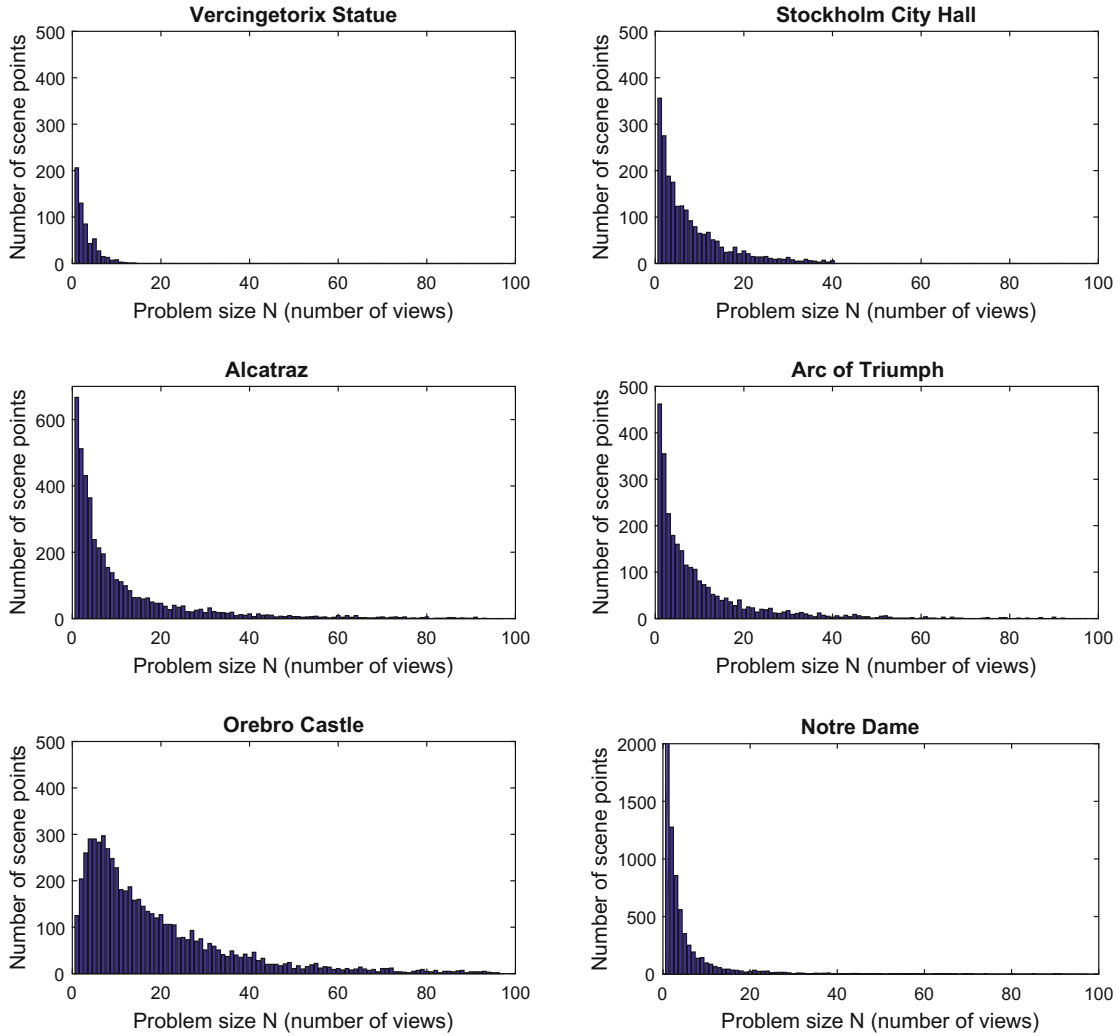 Vercingetorix Statue
500
400
300
200
100
0
Number of scene points
0 20 40 60 80 100
Problem size N (number of views)
Stockholm City Hall
500
400
300
200
100
0
Number of scene points
0 20 40 60 80 100
Problem size N (number of views)
Alcatraz
600
400
200
0
Number of scene points
0 20 40 60 80 100
Problem size N (number of views)
Arc of Triumph
500
400
300
200
100
0
Number of scene points
0 20 40 60 80 100
Problem size N (number of views)
Orebro Castle
500
400
300
200
100
0
Number of scene points
0 20 40 60 80 100
Problem size N (number of views)
Notre Dame
2000
1500
1000
500
0
Number of scene points
0 20 40 60 80 100
Problem size N (number of views)